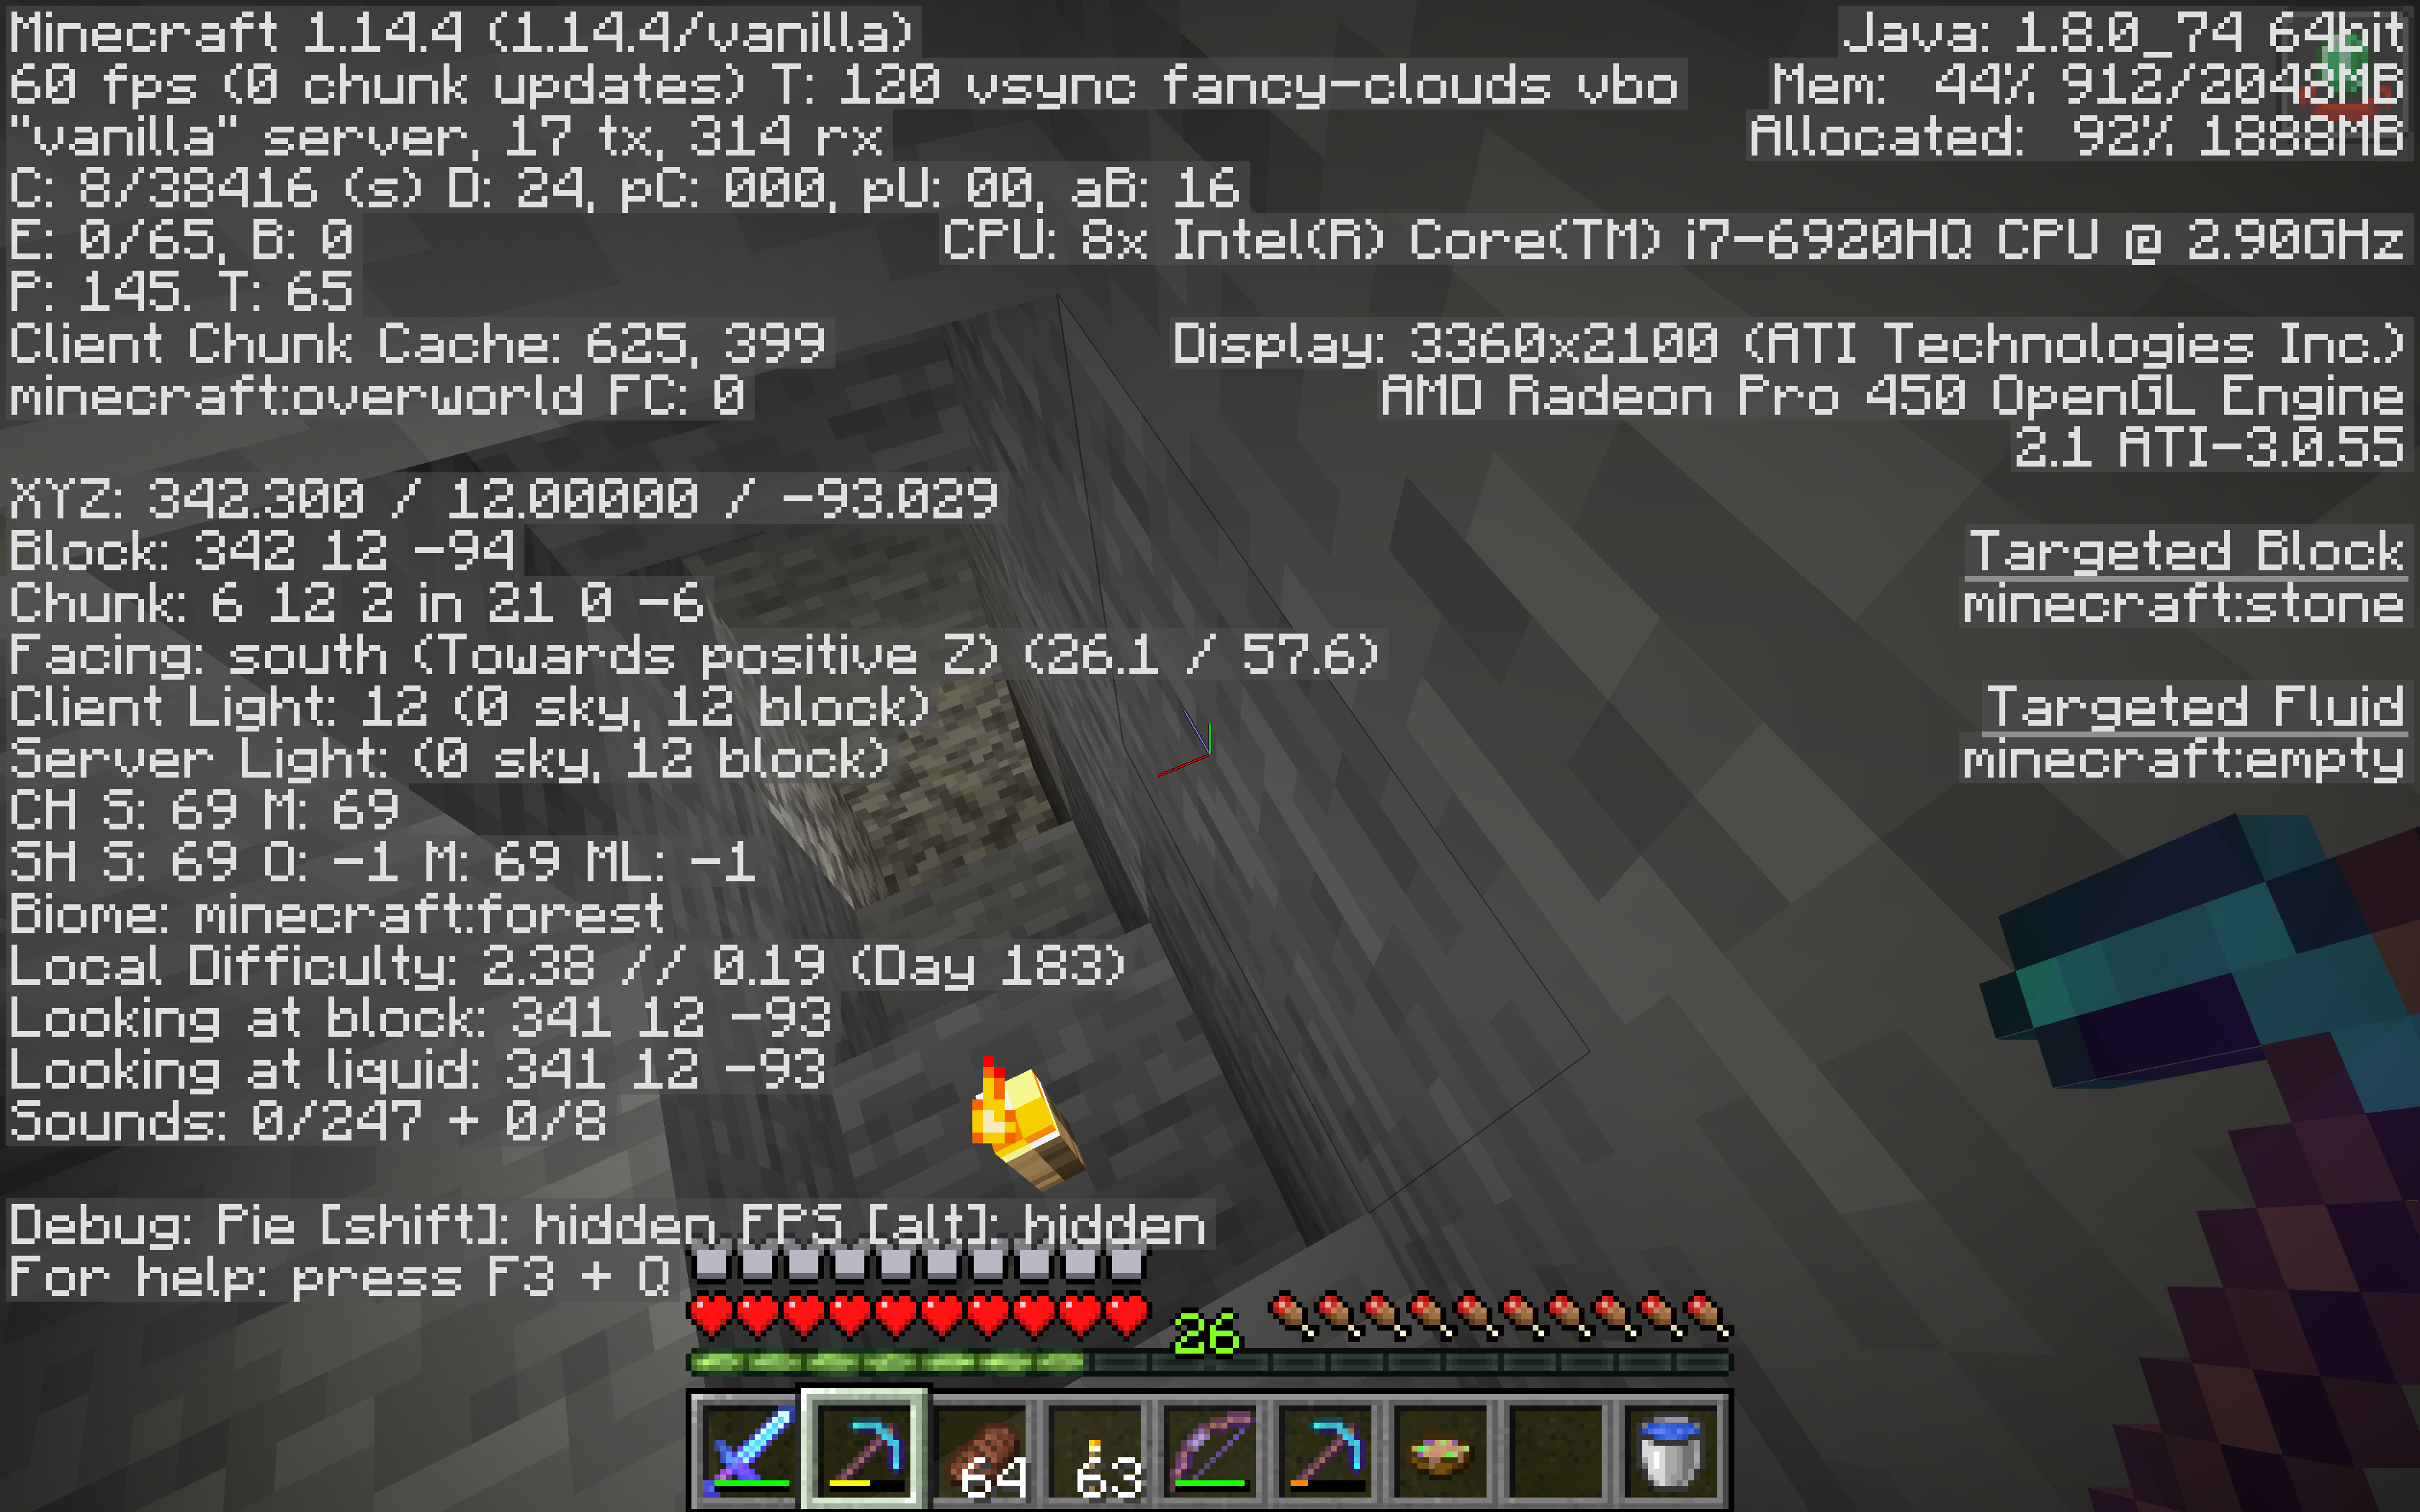 Minecraft 1.14.4 (1.14.4/vanilla)
60 fps (0 chunk updates) T: 120 vsync fancy-clouds vbo
"vanilla" server, 17 tx, 314 rx
C: 8/38416 (s) D: 24, pC: 000, pU: 00, aB: 16
E: 0/65, B: 0
P: 145. T: 65
Client Chunk Cache: 625, 399
minecraft:overworld FC: 0
XYZ: 342.300 / 12.00000 / -93.029
Block: 342 12 -94
Chunk: 6 12 2 in 21 0 -6
Facing: south (Towards positive Z) (26.1 / 57.6)
Client Light: 12 (0 sky, 12 block)
Server Light: (0 sky, 12 block)
CH S: 69 M: 69
SH S: 69 O: -1 M: 69 ML: -1
Biome: minecraft:forest
Local Difficulty: 2.38 // 0.19 (Day 183)
Looking at block: 341 12 -93
Looking at liquid: 341 12 -93
Sounds: 0/247 + 0/8
Debug: Pie [shift]: hidden FPS [alt]: hidden
For help: press F3 + Q
Java: 1.8.0_74 64bit
Mem: 44% 912/2048MB
Allocated: 92% 1888MB
CPU: 8x Intel(R) Core(TM) i7-6920HQ CPU @ 2.90GHz
Display: 3360x2100 (ATI Technologies Inc.)
AMD Radeon Pro 450 OpenGL Engine
2.1 ATI-3.0.55
Targeted Block
minecraft:stone
Targeted Fluid
minecraft:empty
26
64
63